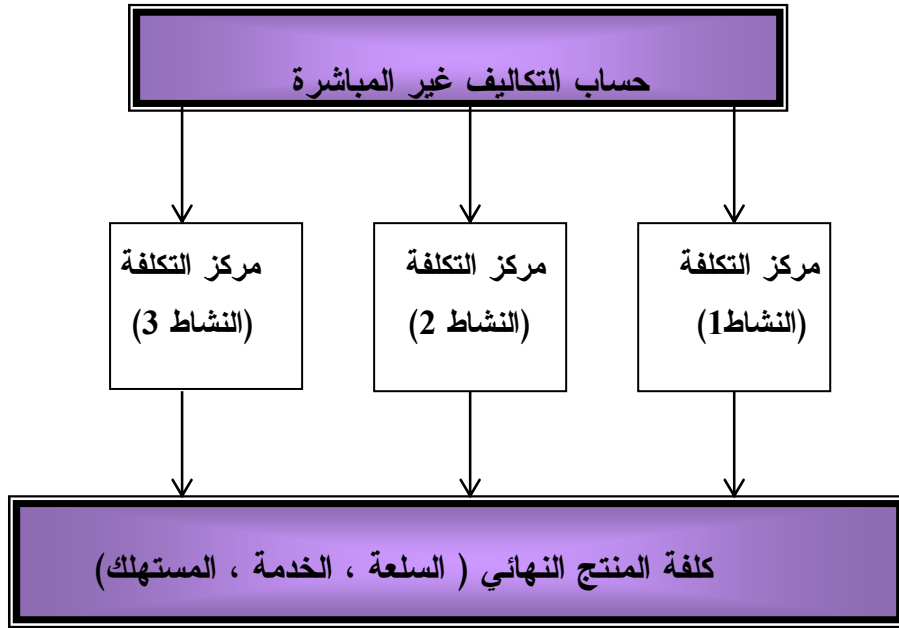 حساب التكاليف غير المباشرة
مركز التكلفة
(النشاط1)
مركز التكلفة
(النشاط 2)
مركز التكلفة
(النشاط 3)
كلفة المنتج النهائي ( السلعة ، الخدمة ، المستهلك)